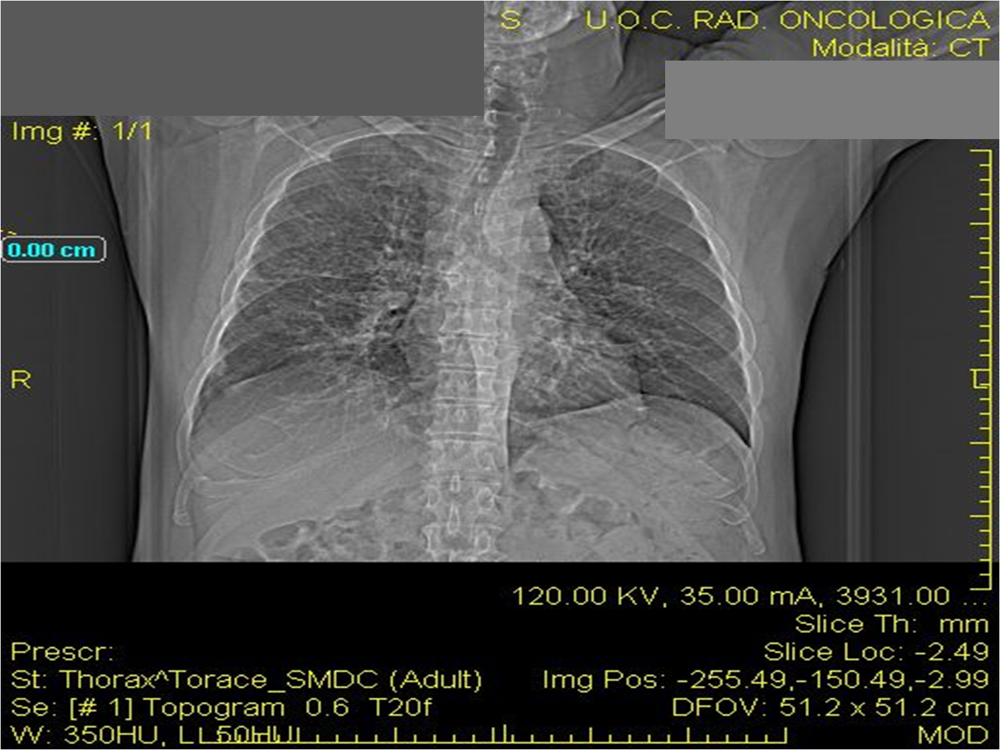 S
U.O.C. RAD. ONCOLOGICA
Modalità: CT
Img #: 1/1
0.00 cm
R
120.00 KV, 35.00 mA, 3931.00 ...
Slice Th: mm
Prescr:
Slice Loc: -2.49
St: Thorax^Torace_SMDC (Adult)
Img Pos: -255.49,-150.49,-2.99
Se: [# 1] Topogram 0.6 T20f
DFOV: 51.2 x 51.2 cm
W: 350HU, L: 50HU
MOD